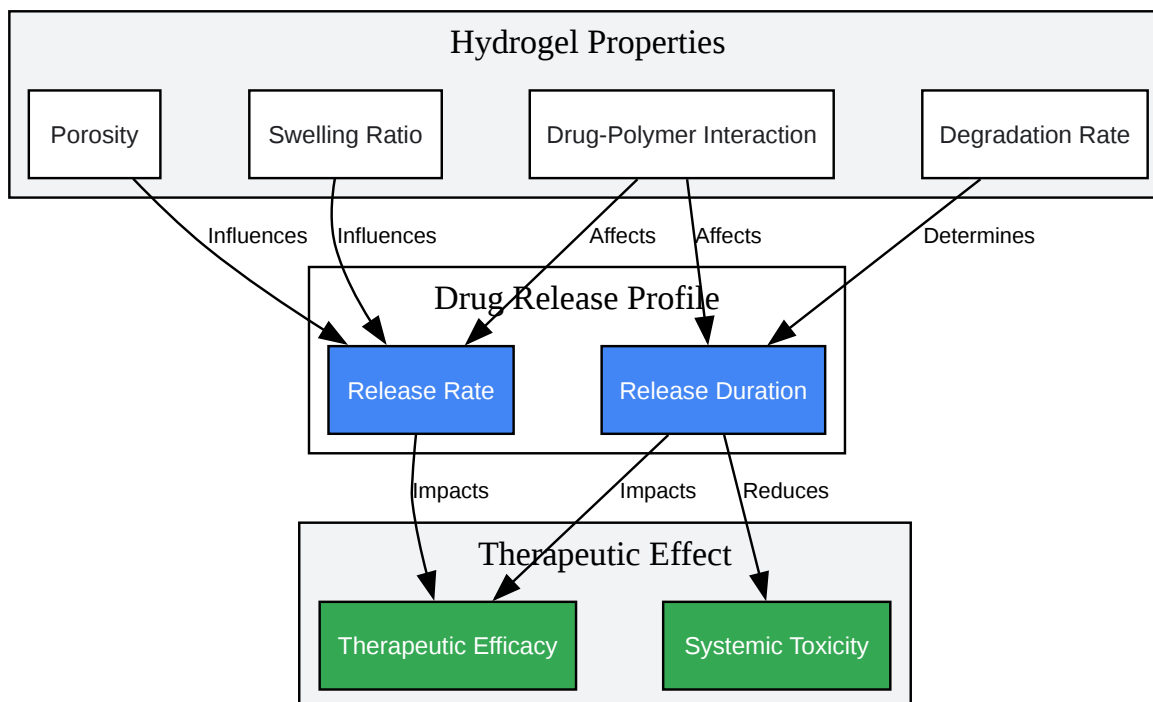 Hydrogel Properties
Porosity
Swelling Ratio
Drug-Polymer Interaction
Degradation Rate
Influences
Influences
Affects
Affects
Determines
Drug Release Profile
Release Rate
Release Duration
Impacts
Impacts
Reduces
Therapeutic Effect
Therapeutic Efficacy
Systemic Toxicity